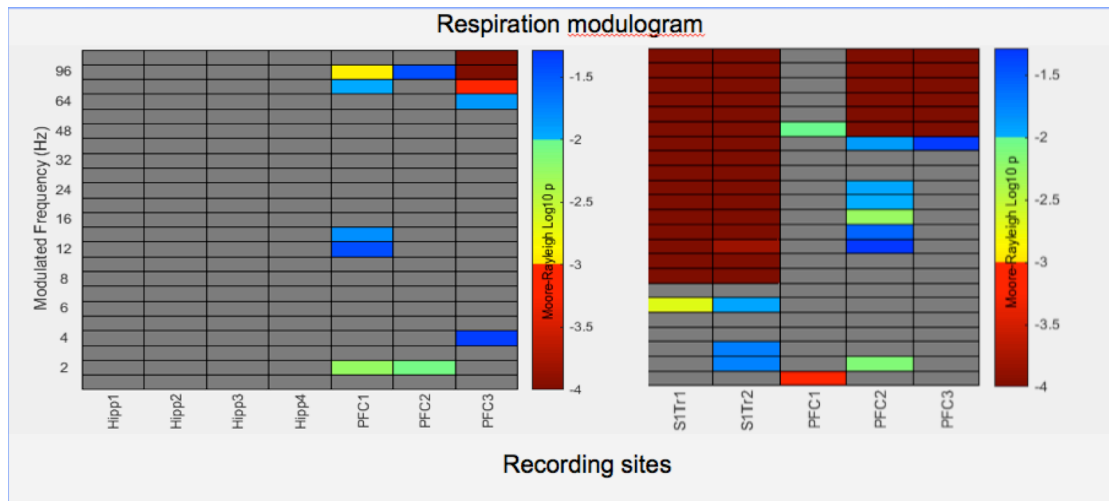 Respiration modulogram
Modulated Frequency (Hz)
96
64
48
32
24
16
12
8
6
4
2
Hipp1
Hipp2
Hipp3
Hipp4
PFC1
PFC2
PFC3
-1.5
-2
-2.5
-3
-3.5
-4
Moore-Rayleigh Log10 p
S1Tr1
S1Tr2
PFC1
PFC2
PFC3
-1.5
-2
-2.5
-3
-3.5
-4
Moore-Rayleigh Log10 p
Recording sites